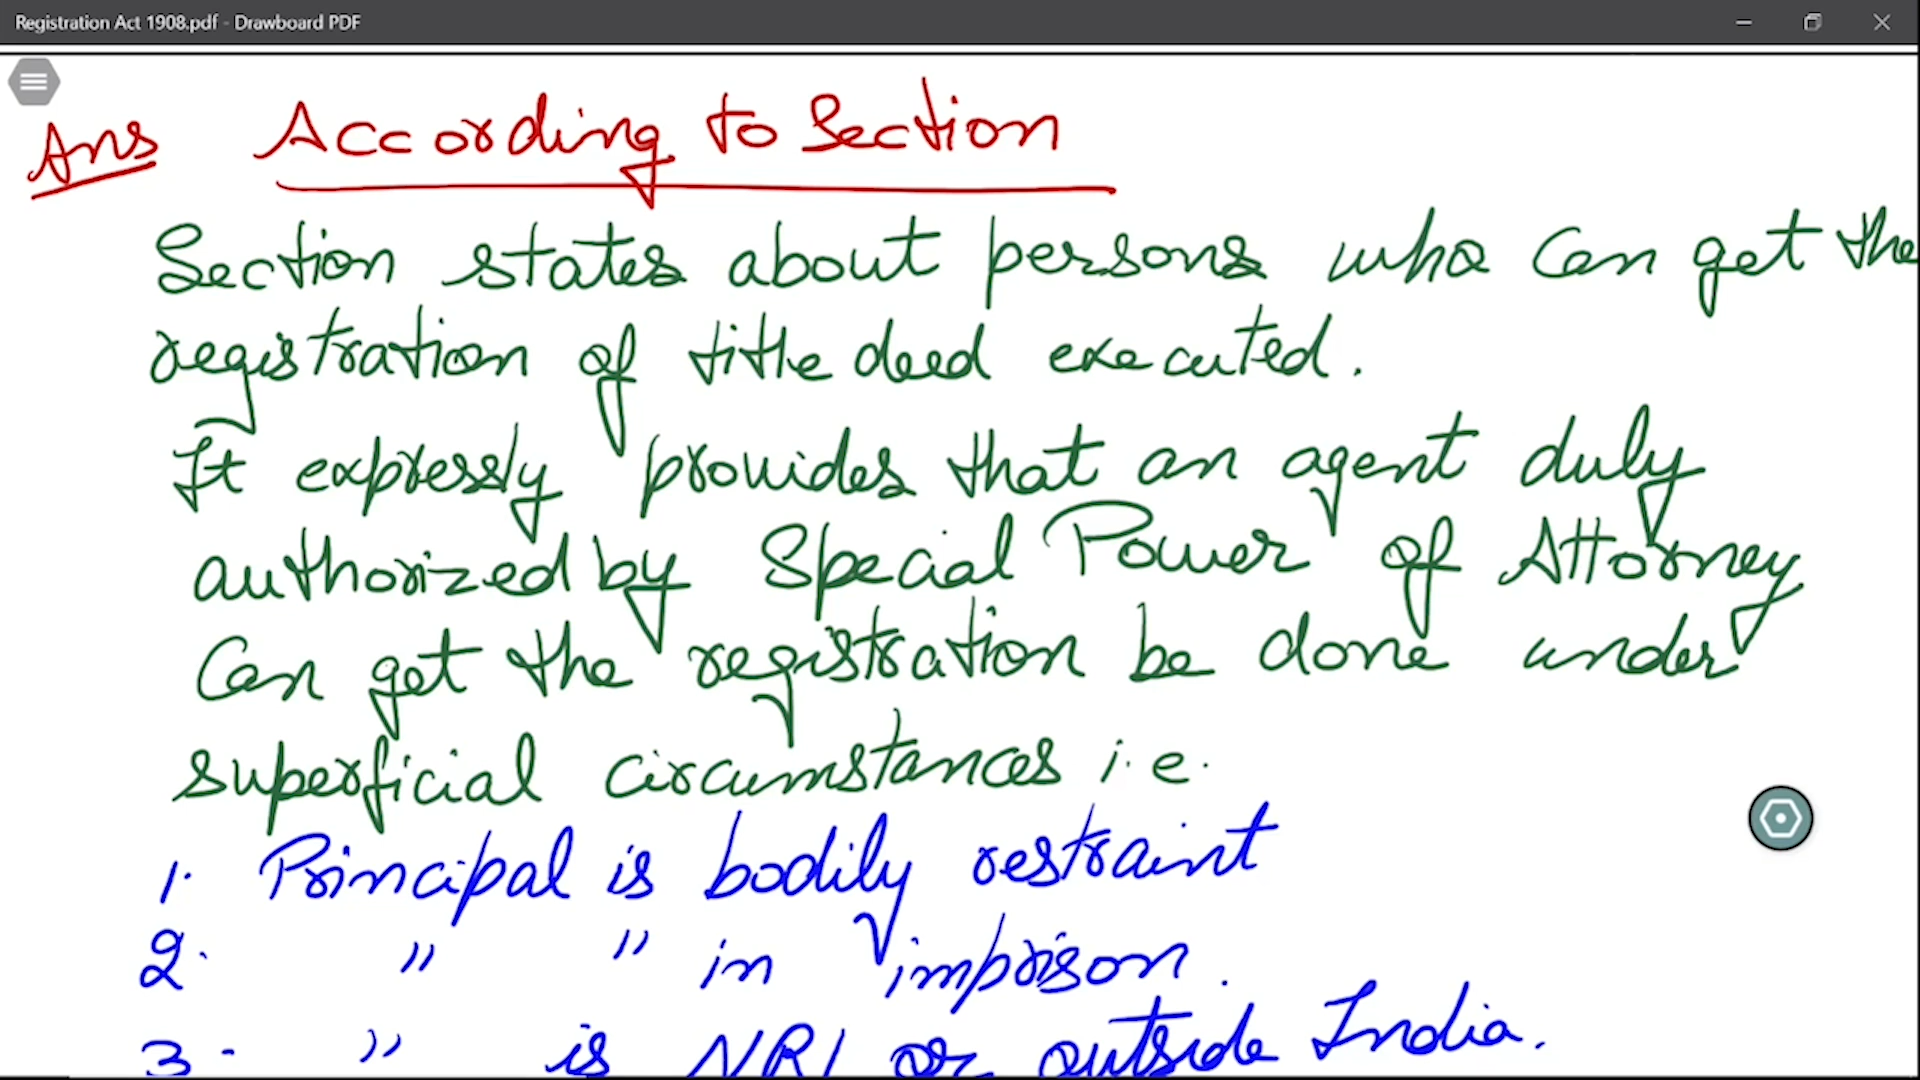 Registration Act 1908.pdf - Drawboard PDF
Ans According to Section
Section states about persons who can get the
registration of title deed executed.
It expressly provides that an agent duly
authorized by Special Power of Attorney
Can get the registration be done under
superficial circumstances i.e.
1. Principal is bodily restraint
2. " " in imprison.
3. " is NRI or outside India.